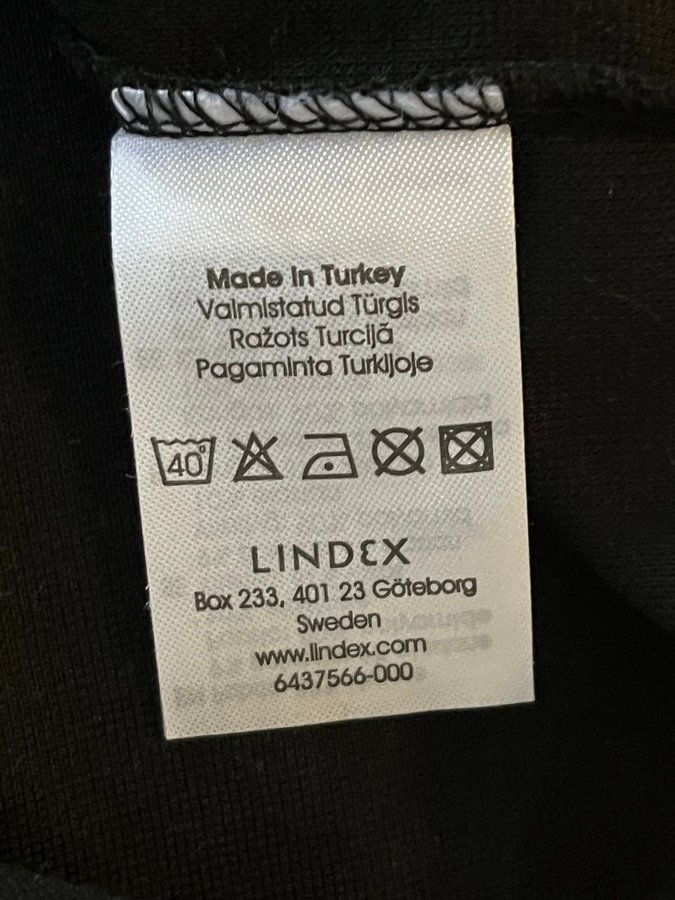 Made in Turkey
Valmistatud Türgis
Ražots Turcijā
Pagaminta Turkijoje
40°
LINDEX
Box 233, 401 23 Göteborg
Sweden
www.lindex.com
6437566-000